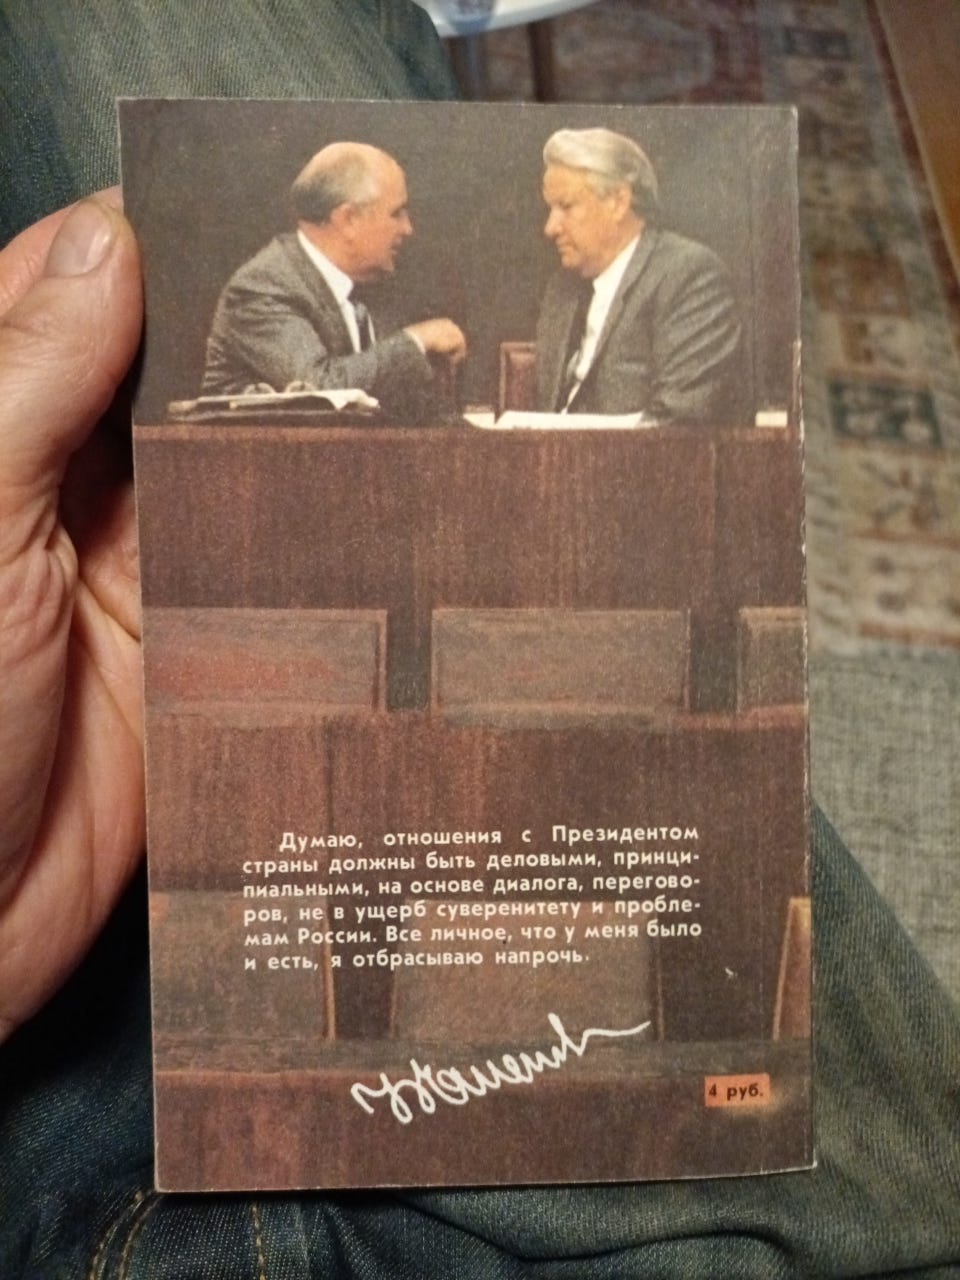 Думаю, отношения с Президентом
страны должны быть деловыми, принци-
пиальными, на основе диалога, перегово-
ров, не в ущерб суверенитету и пробле-
мам России. Все личное, что у меня было
и есть, я отбрасываю напрочь.
4 руб.